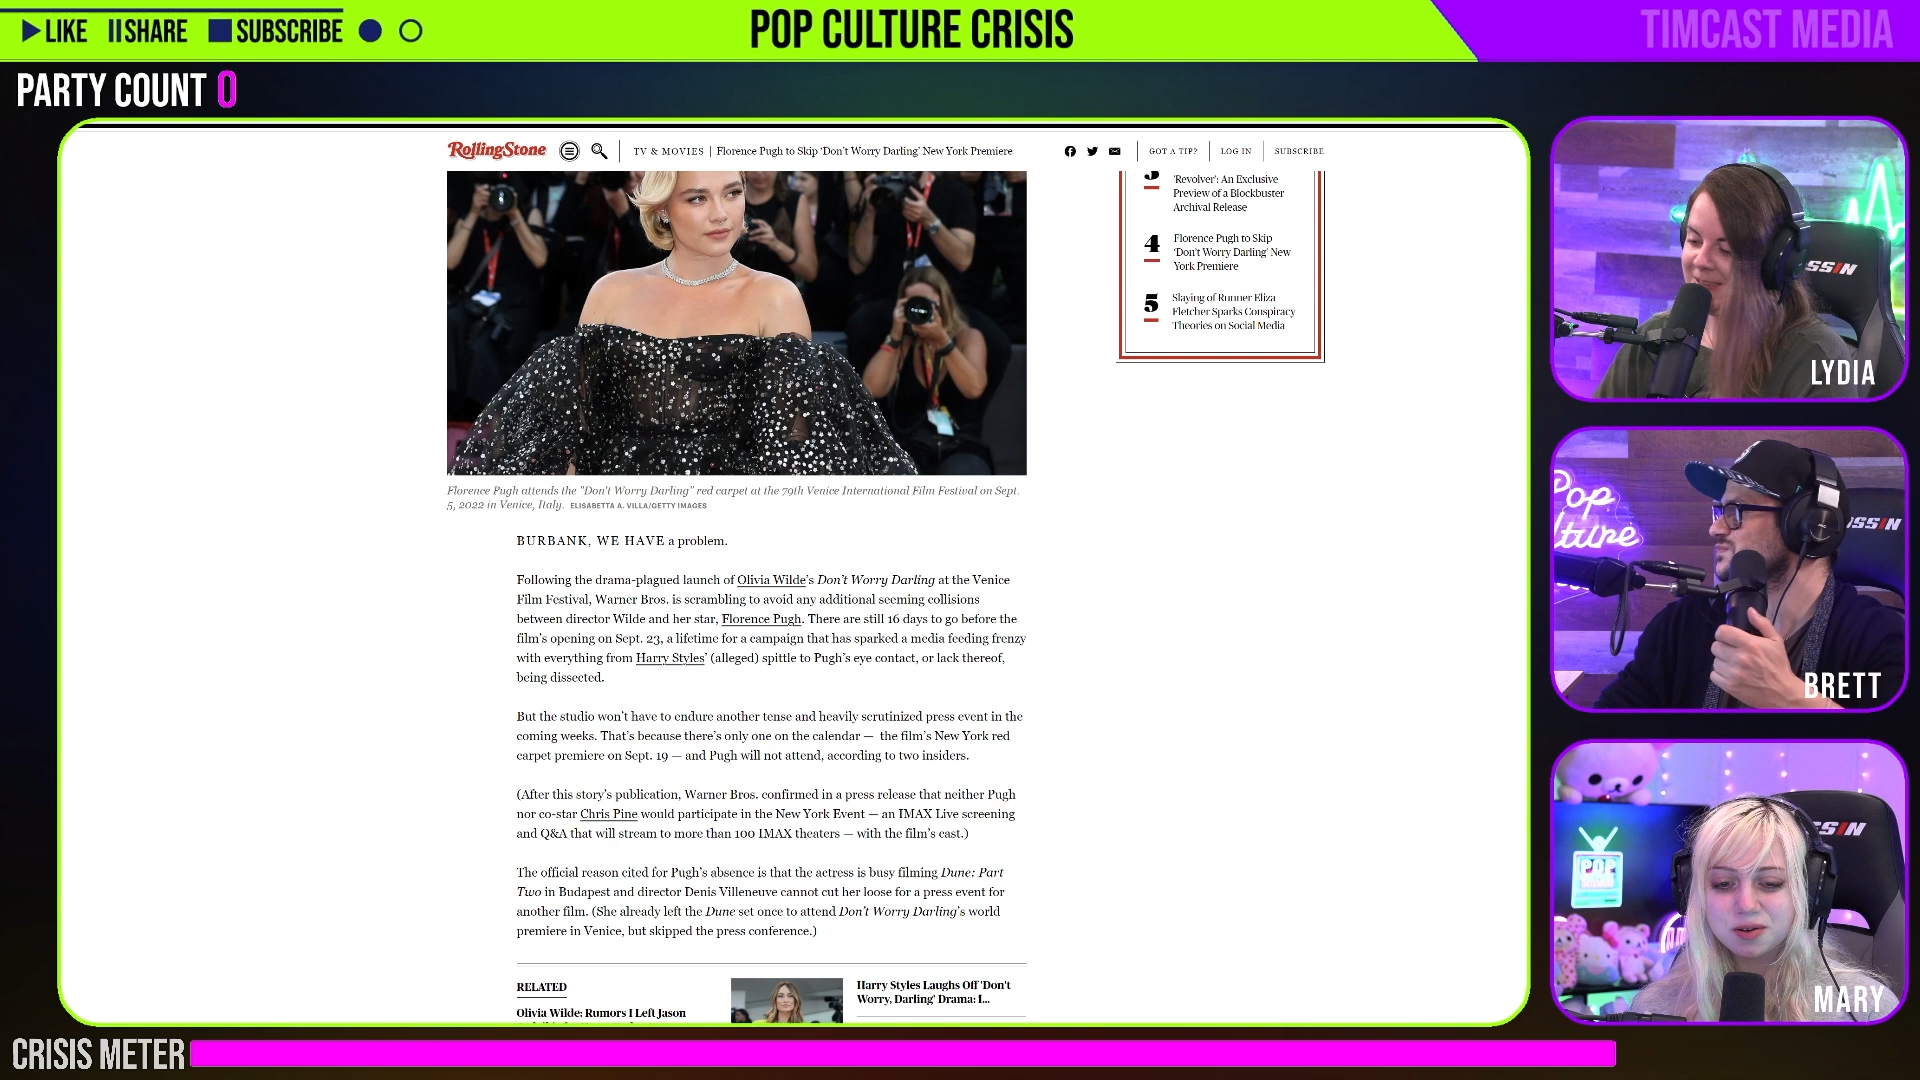 LIKE SHARE SUBSCRIBE
POP CULTURE CRISIS
TIMCAST MEDIA
PARTY COUNT 0
RollingStone
TV & MOVIES | Florence Pugh to Skip 'Don't Worry Darling' New York Premiere
GOT A TIP? LOG IN SUBSCRIBE
3 'Revolver': An Exclusive
Preview of a Blockbuster
Archival Release
4 Florence Pugh to Skip
'Don't Worry Darling' New
York Premiere
5 Slaying of Runner Eliza
Fletcher Sparks Conspiracy
Theories on Social Media
Florence Pugh attends the "Don't Worry Darling" red carpet at the 79th Venice International Film Festival on Sept.
5, 2022 in Venice, Italy. ELISABETTA A. VILLA/GETTY IMAGES
BURBANK, WE HAVE a problem.
Following the drama-plagued launch of Olivia Wilde's Don't Worry Darling at the Venice
Film Festival, Warner Bros. is scrambling to avoid any additional seeming collisions
between director Wilde and her star, Florence Pugh. There are still 16 days to go before the
film's opening on Sept. 23, a lifetime for a campaign that has sparked a media feeding frenzy
with everything from Harry Styles' (alleged) spittle to Pugh's eye contact, or lack thereof,
being dissected.
But the studio won't have to endure another tense and heavily scrutinized press event in the
coming weeks. That's because there's only one on the calendar — the film's New York red
carpet premiere on Sept. 19 — and Pugh will not attend, according to two insiders.
(After this story's publication, Warner Bros. confirmed in a press release that neither Pugh
nor co-star Chris Pine would participate in the New York Event — an IMAX Live screening
and Q&A that will stream to more than 100 IMAX theaters — with the film's cast.)
The official reason cited for Pugh's absence is that the actress is busy filming Dune: Part
Two in Budapest and director Denis Villeneuve cannot cut her loose for a press event for
another film. (She already left the Dune set once to attend Don't Worry Darling's world
premiere in Venice, but skipped the press conference.)
RELATED
Olivia Wilde: Rumors I Left Jason
Harry Styles Laughs Off 'Don't
Worry, Darling' Drama: I...
SSIN
LYDIA
Pop
lture
SSIN
BRETT
POP
SSIN
MARY
CRISIS METER